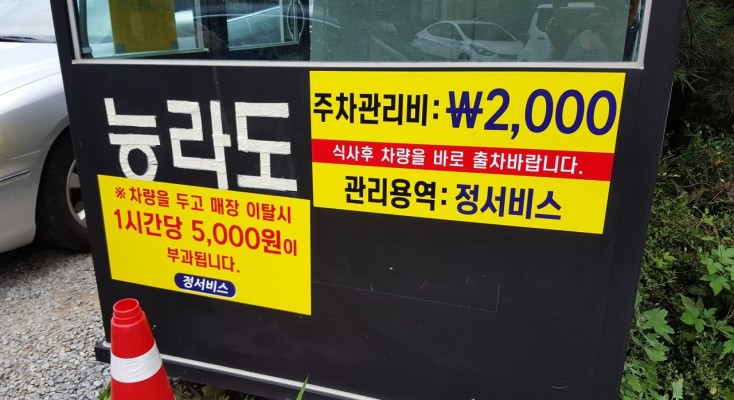 능라도
주차관리비: ₩2,000
식사후 차량을 바로 출차바랍니다.
관리용역: 정서비스
※ 차량을 두고 매장 이탈시
1시간당 5,000원이
부과됩니다.
정서비스